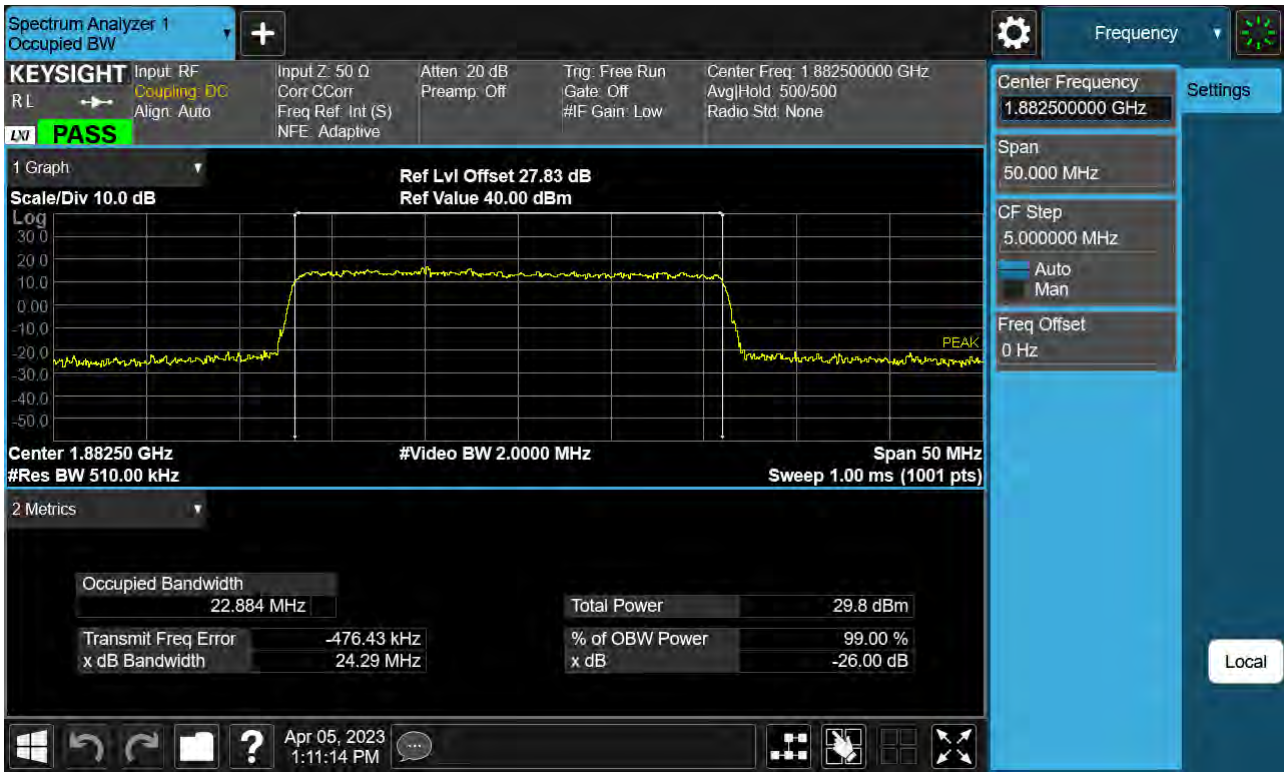 Spectrum Analyzer 1
Occupied BW
+
Frequency
KEYSIGHT
RL
LXI
PASS
Input: RF
Coupling: DC
Align: Auto
Input Z: 50 Ω
Corr CCorr
Freq Ref: Int (S)
NFE: Adaptive
Atten: 20 dB
Preamp: Off
Trig: Free Run
Gate: Off
#IF Gain: Low
Center Freq: 1.882500000 GHz
Avg|Hold: 500/500
Radio Std: None
1 Graph
Scale/Div 10.0 dB
Ref Lvl Offset 27.83 dB
Ref Value 40.00 dBm
Log
30.0
20.0
10.0
0.00
-10.0
-20.0
-30.0
-40.0
-50.0
PEAK
Center 1.88250 GHz
#Res BW 510.00 kHz
#Video BW 2.0000 MHz
Span 50 MHz
Sweep 1.00 ms (1001 pts)
2 Metrics
Occupied Bandwidth
22.884 MHz
Total Power 29.8 dBm
Transmit Freq Error -476.43 kHz
% of OBW Power 99.00 %
x dB Bandwidth 24.29 MHz
x dB -26.00 dB
Center Frequency
1.882500000 GHz
Span
50.000 MHz
CF Step
5.000000 MHz
Auto
Man
Freq Offset
0 Hz
Settings
Local
?
Apr 05, 2023
1:11:14 PM